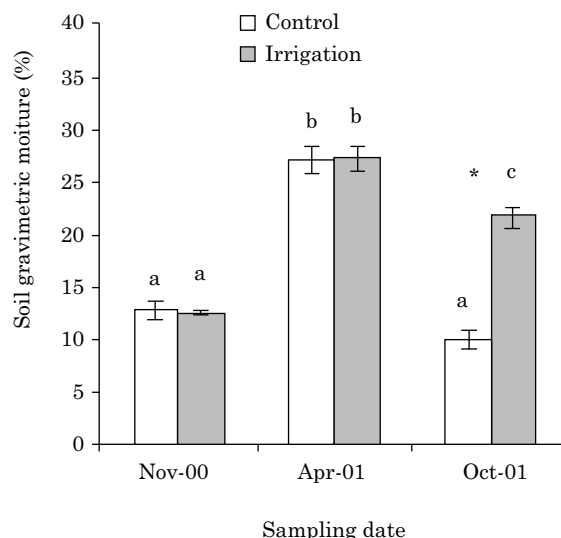 Control
Irrigation
Soil gravimetric moiture (%)
40
35
30
25
20
15
10
5
0
a
a
b
b
*
c
a
Nov-00
Apr-01
Oct-01
Sampling date